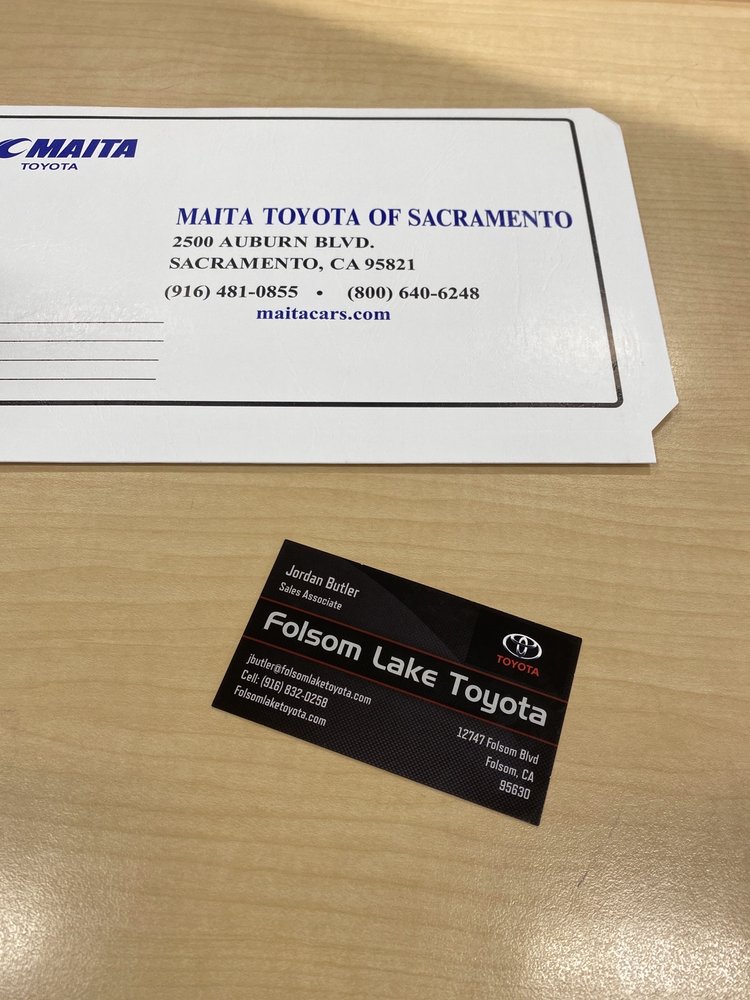 MAITA
TOYOTA
MAITA TOYOTA OF SACRAMENTO
2500 AUBURN BLVD.
SACRAMENTO, CA 95821
(916) 481-0855 • (800) 640-6248
maitacars.com
Jordan Butler
Sales Associate
Folsom Lake Toyota
TOYOTA
jbutler@folsomlaketoyota.com
Cell: (916) 832-0258
Folsomlaketoyota.com
12747 Folsom Blvd
Folsom, CA
95630